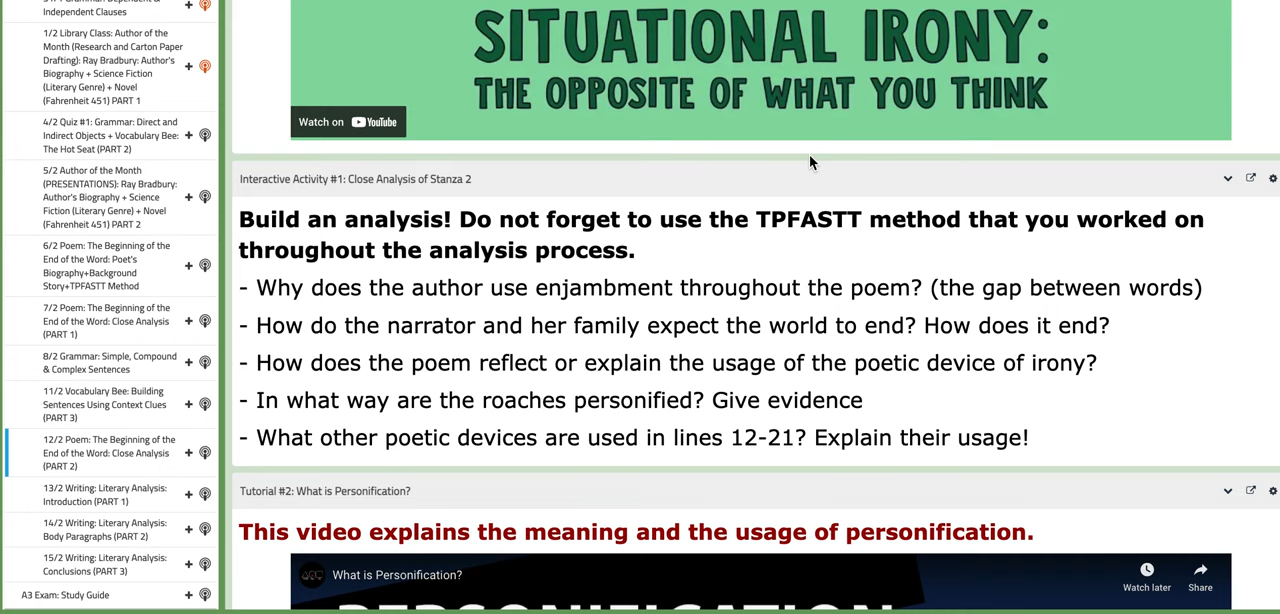 Independent Clauses
1/2 Library Class: Author of the
Month (Research and Carton Paper
Drafting): Ray Bradbury: Author's
Biography + Science Fiction
(Literary Genre) + Novel
(Fahrenheit 451) PART 1
4/2 Quiz #1: Grammar: Direct and
Indirect Objects + Vocabulary Bee:
The Hot Seat (PART 2)
5/2 Author of the Month
(PRESENTATIONS): Ray Bradbury:
Author's Biography + Science
Fiction (Literary Genre) + Novel
(Fahrenheit 451) PART 2
6/2 Poem: The Beginning of the
End of the Word: Poet's
Biography+Background
Story+TPFASTT Method
7/2 Poem: The Beginning of the
End of the Word: Close Analysis
(PART 1)
8/2 Grammar: Simple, Compound
& Complex Sentences
11/2 Vocabulary Bee: Building
Sentences Using Context Clues
(PART 3)
12/2 Poem: The Beginning of the
End of the Word: Close Analysis
(PART 2)
13/2 Writing: Literary Analysis:
Introduction (PART 1)
14/2 Writing: Literary Analysis:
Body Paragraphs (PART 2)
15/2 Writing: Literary Analysis:
Conclusions (PART 3)
A3 Exam: Study Guide
SITUATIONAL IRONY:
THE OPPOSITE OF WHAT YOU THINK
Watch on YouTube
Interactive Activity #1: Close Analysis of Stanza 2
Build an analysis! Do not forget to use the TPFASTT method that you worked on
throughout the analysis process.
- Why does the author use enjambment throughout the poem? (the gap between words)
- How do the narrator and her family expect the world to end? How does it end?
- How does the poem reflect or explain the usage of the poetic device of irony?
- In what way are the roaches personified? Give evidence
- What other poetic devices are used in lines 12-21? Explain their usage!
Tutorial #2: What is Personification?
This video explains the meaning and the usage of personification.
What is Personification?
Watch later
Share
PERSONIFICATION